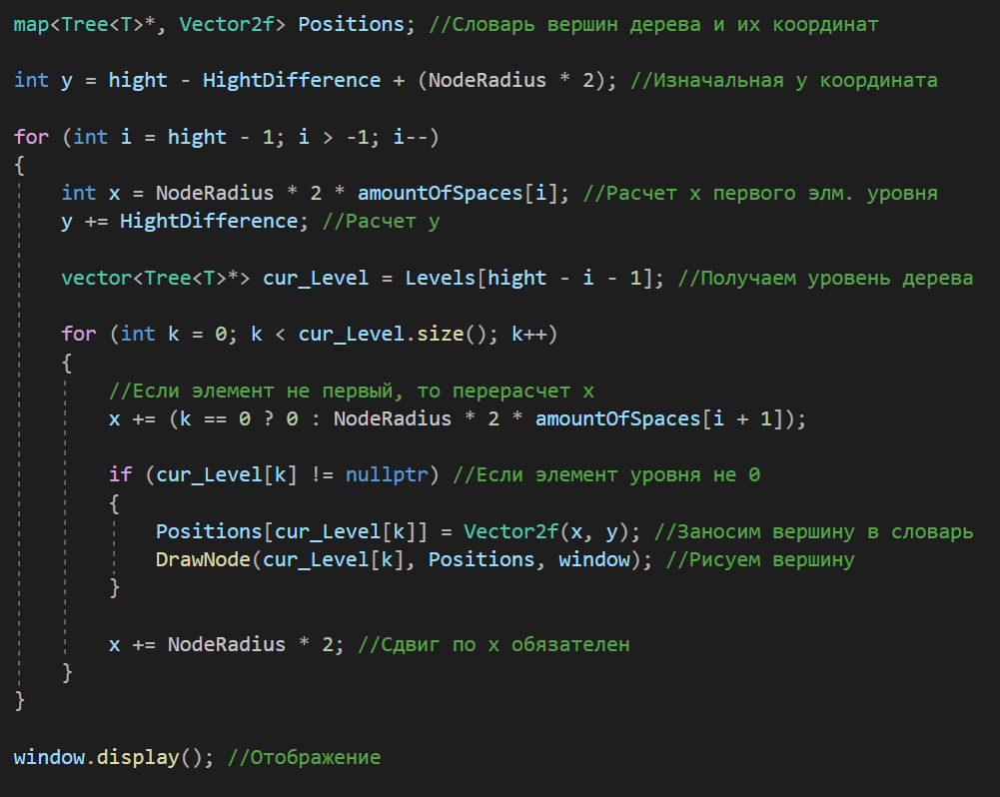 map<Tree<T>*, Vector2f> Positions; //Словарь вершин дерева и их координат
int y = hight - HightDifference + (NodeRadius * 2); //Изначальная y координата
for (int i = hight - 1; i > -1; i--)
{
int x = NodeRadius * 2 * amountOfSpaces[i]; //Расчет x первого элм. уровня
y += HightDifference; //Расчет y
vector<Tree<T>*> cur_Level = Levels[hight - i - 1]; //Получаем уровень дерева
for (int k = 0; k < cur_Level.size(); k++)
{
//Если элемент не первый, то перерасчет x
x += (k == 0 ? 0 : NodeRadius * 2 * amountOfSpaces[i + 1]);
if (cur_Level[k] != nullptr) //Если элемент уровня не 0
{
Positions[cur_Level[k]] = Vector2f(x, y); //Заносим вершину в словарь
DrawNode(cur_Level[k], Positions, window); //Рисуем вершину
}
x += NodeRadius * 2; //Сдвиг по x обязателен
}
}
window.display(); //Отображение